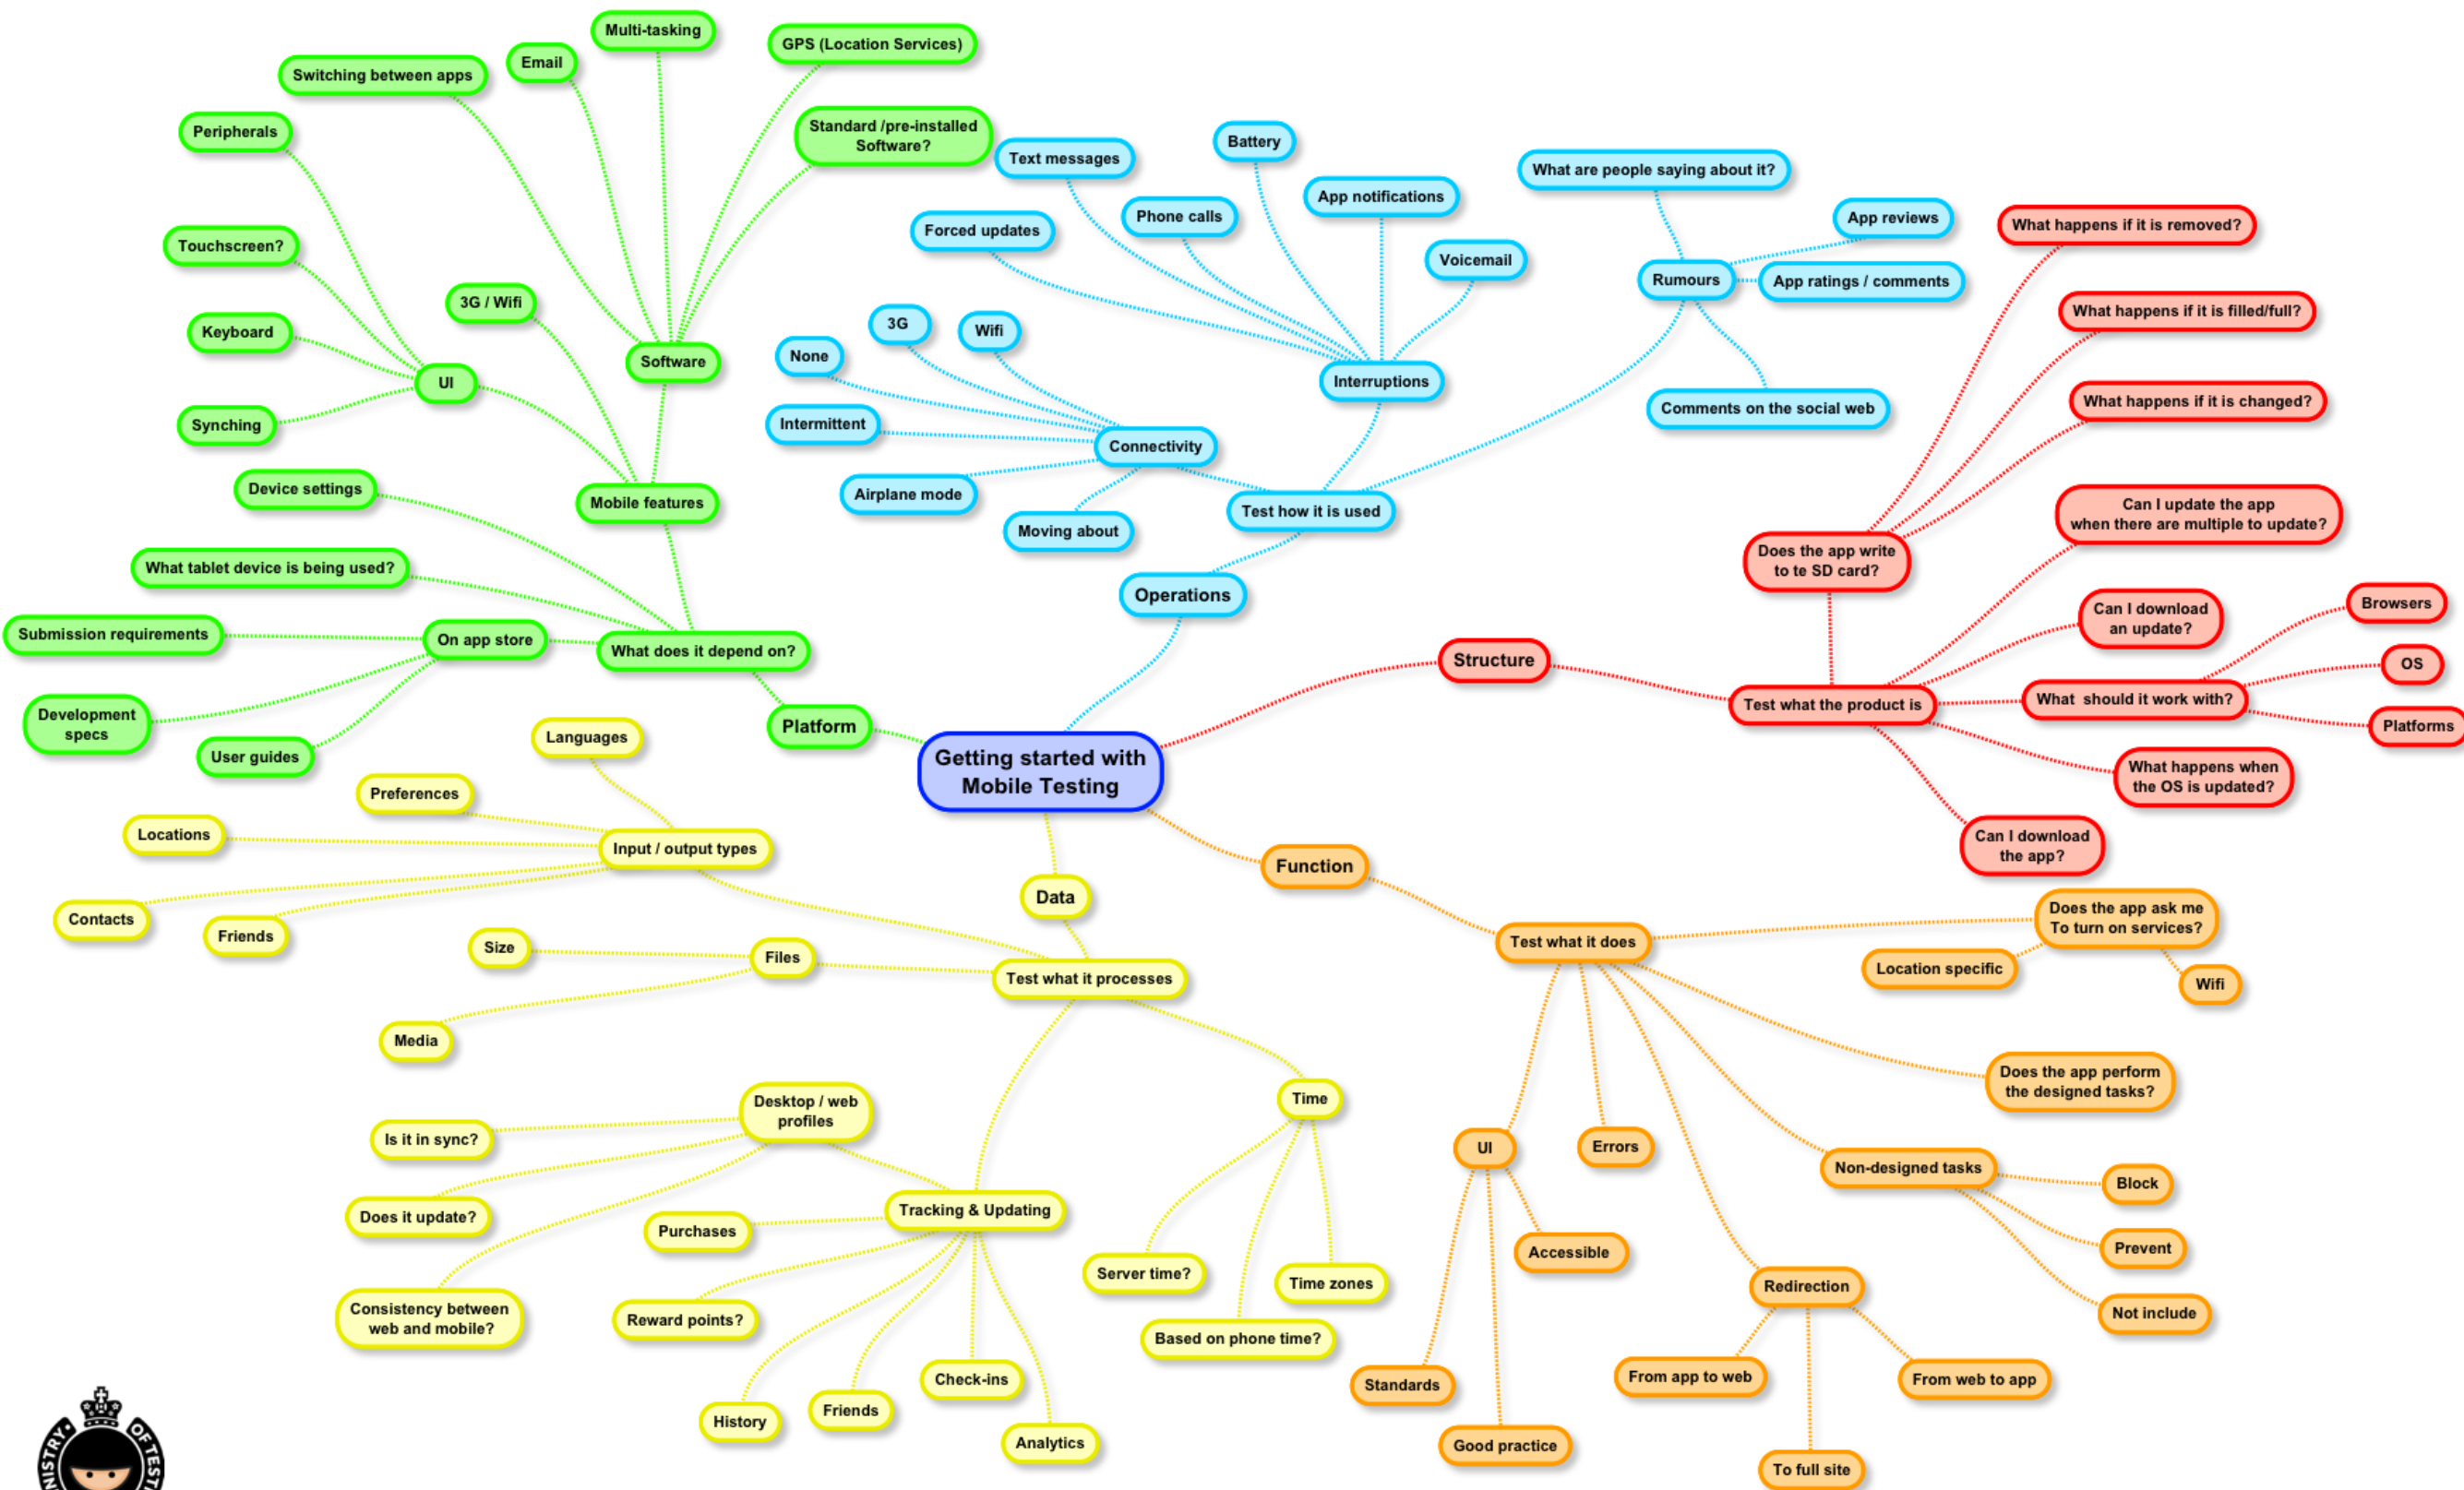 Multi-tasking
GPS (Location Services)
Email
Switching between apps
Peripherals
Standard /pre-installed
Software?
Touchscreen?
3G / Wifi
Keyboard
Software
UI
Synching
Device settings
Mobile features
What tablet device is being used?
Submission requirements
On app store
What does it depend on?
Development
specs
User guides
Platform
Text messages
Battery
App notifications
Phone calls
Forced updates
Voicemail
3G
Wifi
None
Interruptions
Intermittent
Connectivity
Airplane mode
Moving about
Test how it is used
Operations
What are people saying about it?
App reviews
Rumours
App ratings / comments
Comments on the social web
What happens if it is removed?
What happens if it is filled/full?
What happens if it is changed?
Can I update the app
when there are multiple to update?
Does the app write
to te SD card?
Can I download
an update?
Browsers
OS
Structure
Test what the product is
What  should it work with?
Platforms
What happens when
the OS is updated?
Can I download
the app?
Getting started with
Mobile Testing
Languages
Preferences
Locations
Input / output types
Contacts
Friends
Data
Size
Files
Test what it processes
Media
Desktop / web
profiles
Time
Is it in sync?
Does it update?
Purchases
Tracking & Updating
Consistency between
web and mobile?
Reward points?
History
Friends
Check-ins
Analytics
Server time?
Time zones
Based on phone time?
Function
Test what it does
Does the app ask me
To turn on services?
Location specific
Wifi
Does the app perform
the designed tasks?
UI
Errors
Non-designed tasks
Block
Accessible
Prevent
Redirection
Not include
Standards
From app to web
From web to app
Good practice
To full site